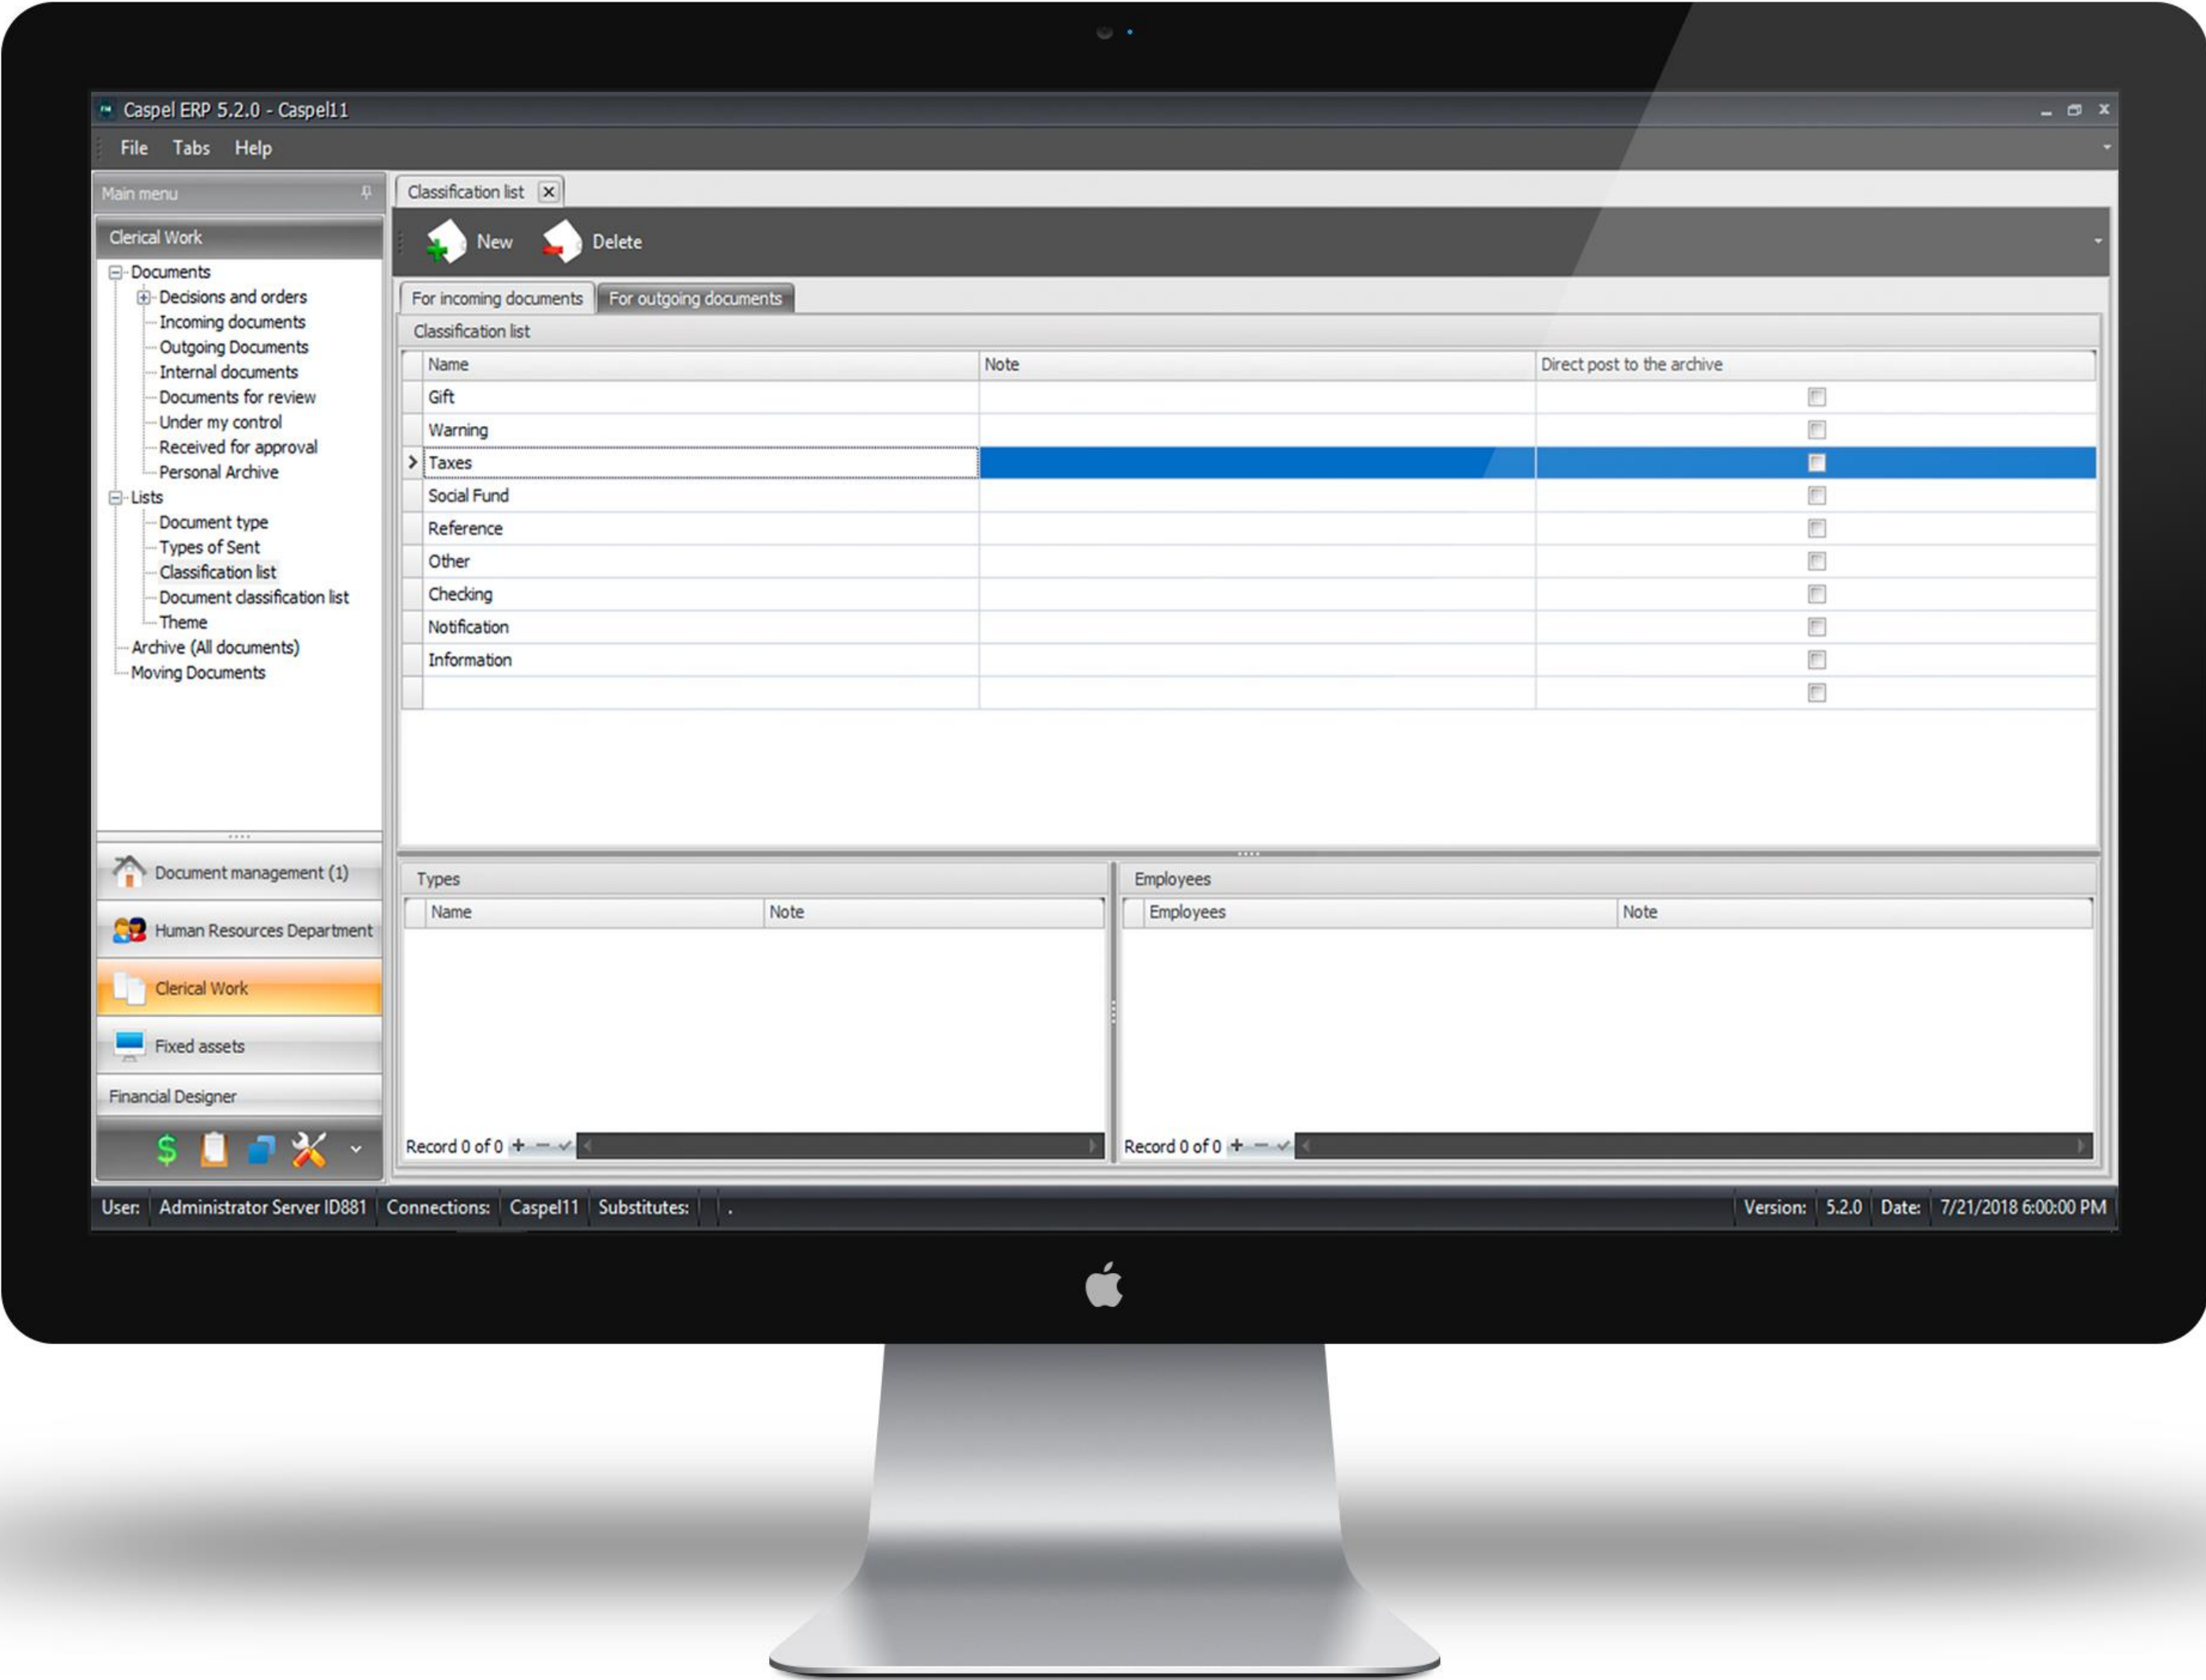 Caspel ERP 5.2.0 - Caspel11
File Tabs Help
Main menu
Clerical Work
Documents
Decisions and orders
Incoming documents
Outgoing Documents
Internal documents
Documents for review
Under my control
Received for approval
Personal Archive
Lists
Document type
Types of Sent
Classification list
Document classification list
Theme
Archive (All documents)
Moving Documents
Document management (1)
Human Resources Department
Clerical Work
Fixed assets
Financial Designer
Classification list
New Delete
For incoming documents For outgoing documents
Classification list
Name Note Direct post to the archive
Gift
Warning
Taxes
Social Fund
Reference
Other
Checking
Notification
Information
Types
Name Note
Record 0 of 0
Employees
Employees Note
Record 0 of 0
User: Administrator Server ID881 Connections: Caspel11 Substitutes: . Version: 5.2.0 Date: 7/21/2018 6:00:00 PM